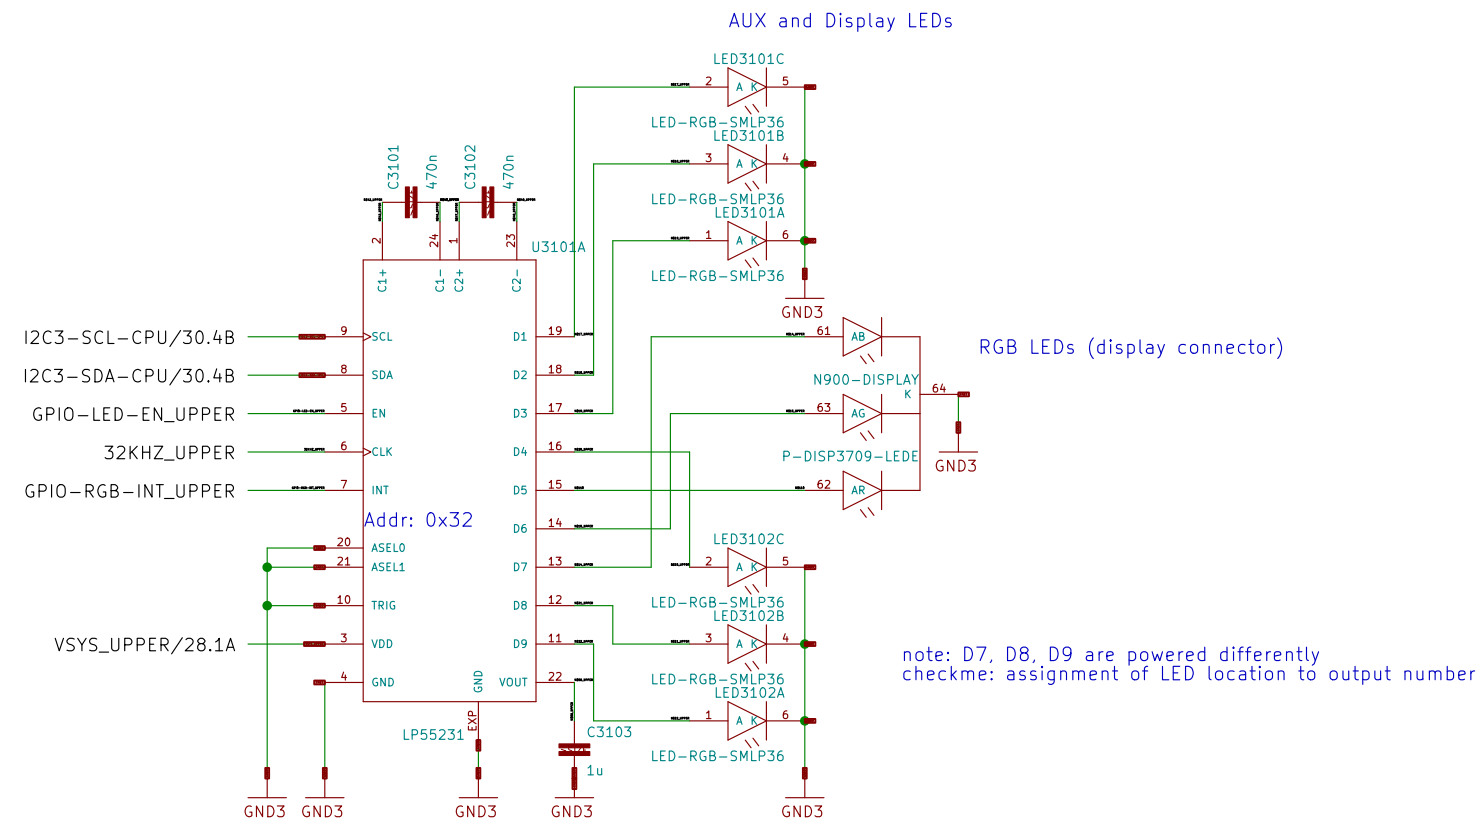 AUX and Display LEDs
LED3101C
2
A K
5
LED-RGB-SMLP36
LED3101B
3
A K
4
LED-RGB-SMLP36
LED3101A
1
A K
6
LED-RGB-SMLP36
GND3
C3101
470n
C3102
470n
2
24
1
23
U3101A
C1+
C1-
C2+
C2-
I2C3-SCL-CPU/30.4B
9
SCL
D1
19
I2C3-SDA-CPU/30.4B
8
SDA
D2
18
GPIO-LED-EN_UPPER
5
EN
D3
17
32KHZ_UPPER
6
CLK
D4
16
GPIO-RGB-INT_UPPER
7
INT
D5
15
Addr: 0x32
D6
14
20
ASEL0
21
ASEL1
D7
13
10
TRIG
D8
12
VSYS_UPPER/28.1A
3
VDD
D9
11
4
GND
GND
VOUT
22
EXP
LP55231
C3103
1u
GND3
GND3
GND3
GND3
61
AB
RGB LEDs (display connector)
N900-DISPLAY
K
64
63
AG
P-DISP3709-LEDE
GND3
62
AR
LED3102C
2
A K
5
LED-RGB-SMLP36
LED3102B
3
A K
4
LED-RGB-SMLP36
LED3102A
1
A K
6
LED-RGB-SMLP36
GND3
note: D7, D8, D9 are powered differently
checkme: assignment of LED location to output number